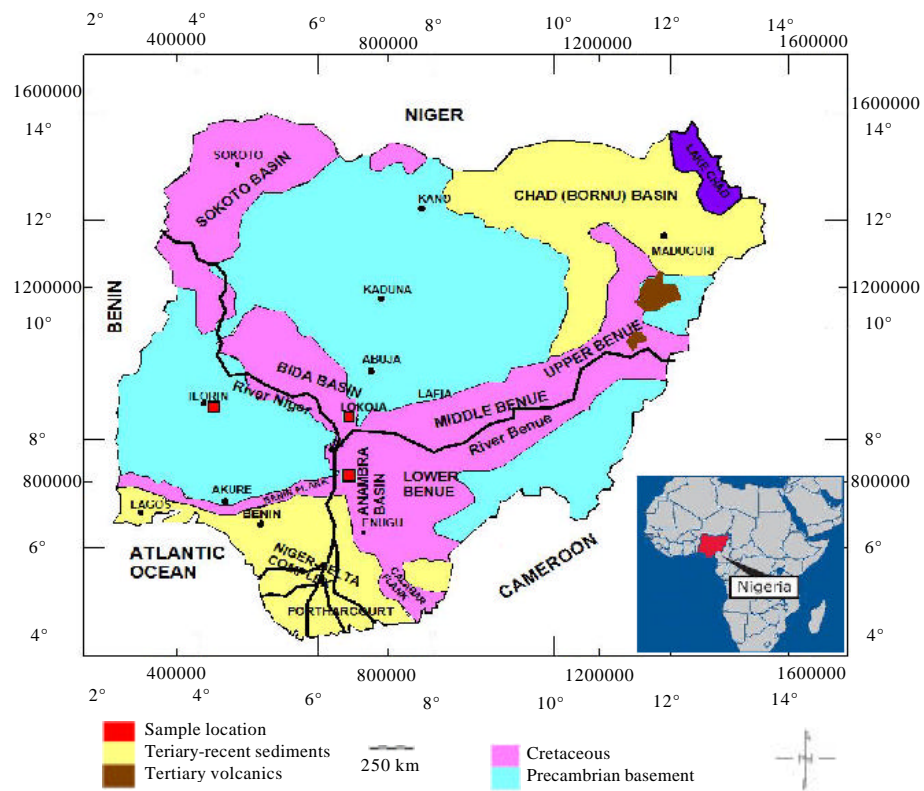 2° 4° 6° 8° 10° 12° 14°
400000 800000 1200000 1600000
1600000 1600000
14° 14°
NIGER
SOKOTO
SOKOTO BASIN
LAKE CHAD
KANO
CHAD (BORNU) BASIN
12° 12°
MADUGURI
1200000 1200000
KADUNA
BENIN
10° 10°
UPPER BENUE
ABUJA
BIDA BASIN
LAFIA
ILORIN
River Niger
LOKOJA
MIDDLE BENUE
River Benue
8° 8°
ANAMBRA
BASIN
LOWER
BENUE
800000 800000
AKURE
LAGOS
BENIN
ENUGU
6° 6°
ATLANTIC
OCEAN
NIGER DELTA
CAMEROON
CALABAR
FLANK
Nigeria
PORTHARCOURT
4° 4°
400000 800000 1200000 1600000
2° 4° 6° 8° 10° 12° 14°
Sample location
Teriary-recent sediments
Tertiary volcanics
250 km
Cretaceous
Precambrian basement